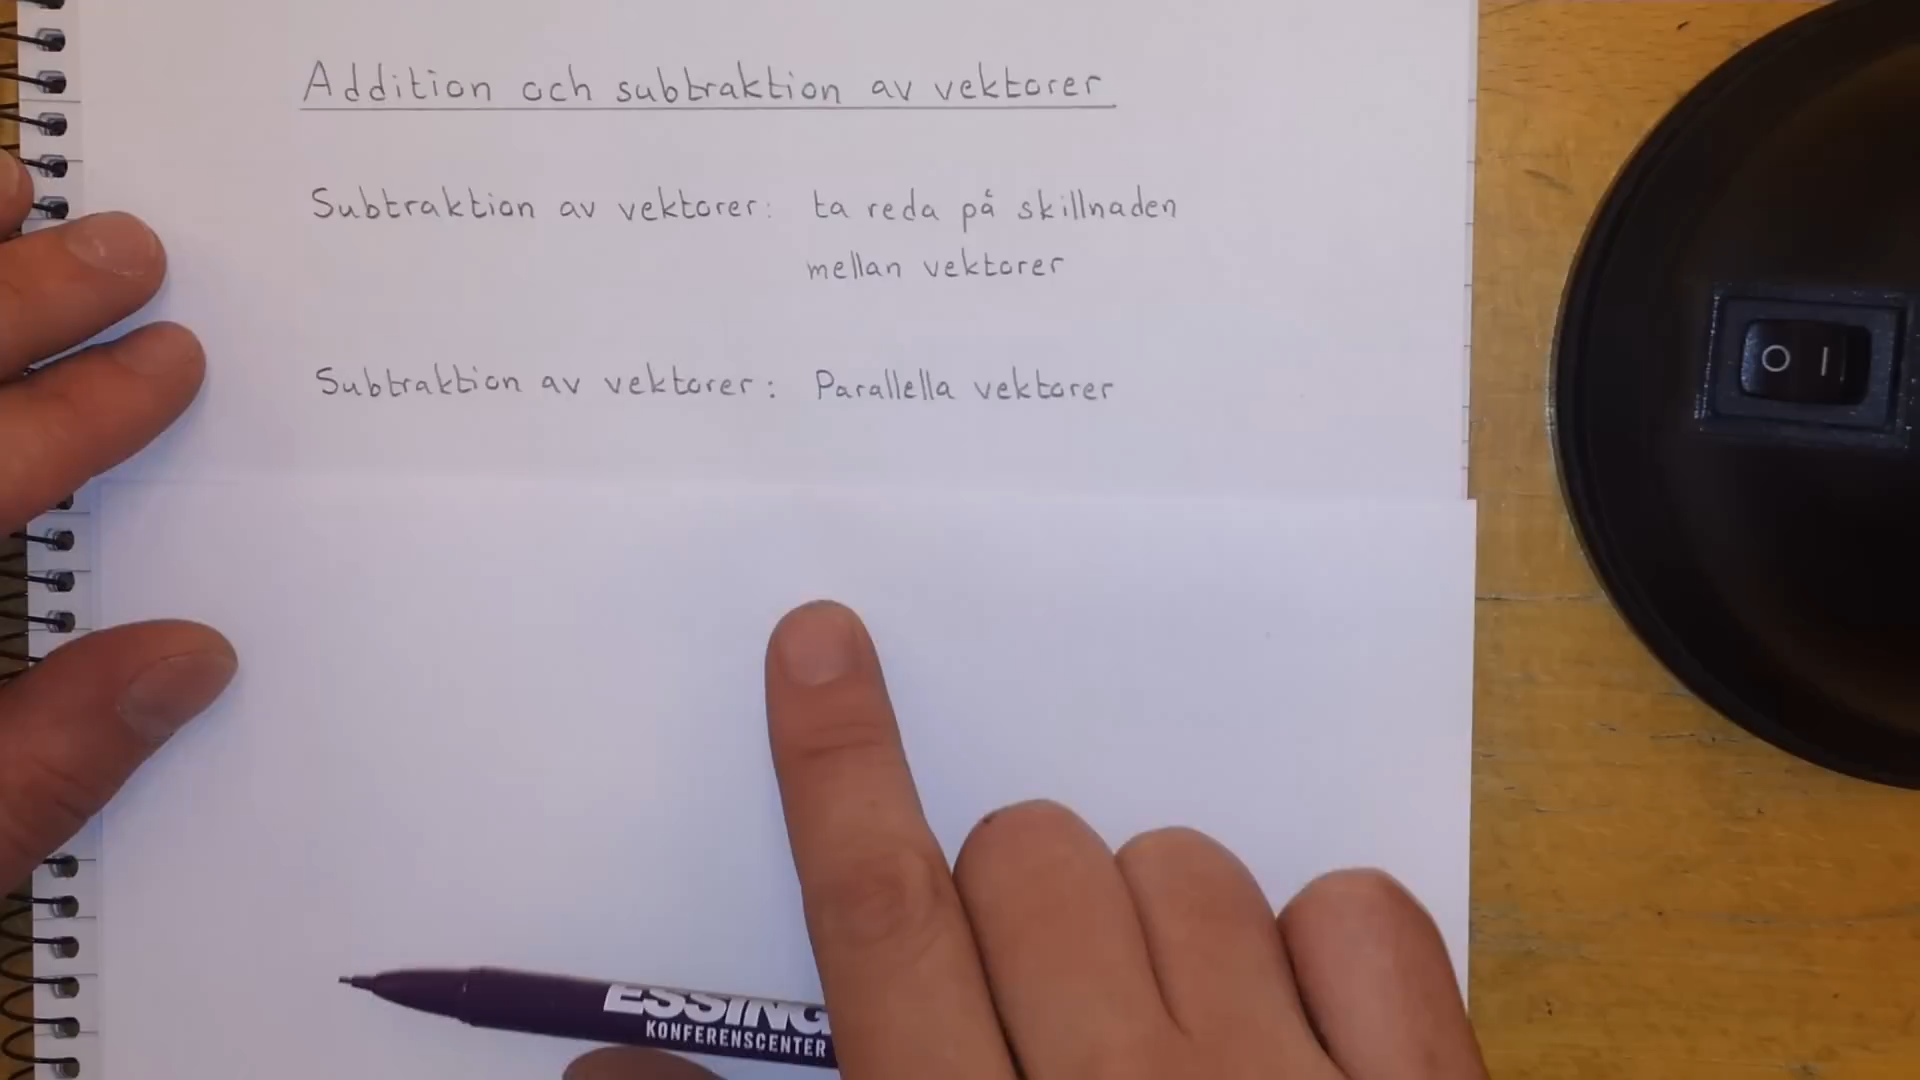 Addition och subtraktion av vektorer
Subtraktion av vektorer: ta reda på skillnaden
mellan vektorer
Subtraktion av vektorer: Parallella vektorer
ESSING
KONFERENSCENTER